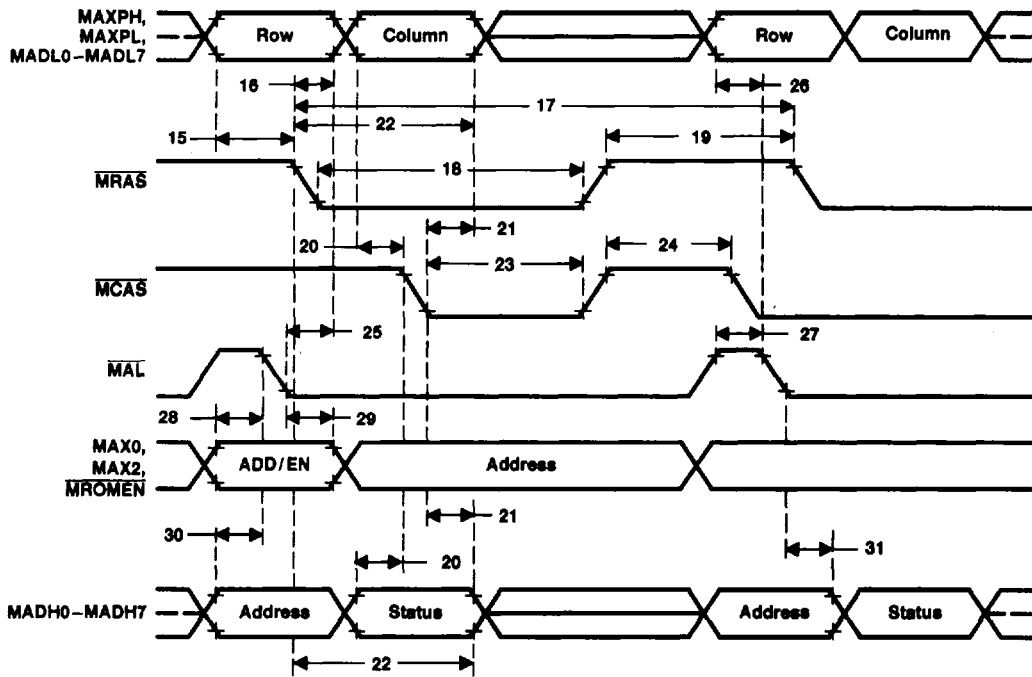 MAXPH,
MAXPL,
MADL0–MADL7
Row
Column
Row
Column
16
26
17
15
22
19
MRAS
18
20
21
24
23
MCAS
25
27
MAL
28
29
MAX0,
MAX2,
MROMEN
ADD/EN
Address
30
21
20
31
MADH0–MADH7
Address
Status
Address
Status
22